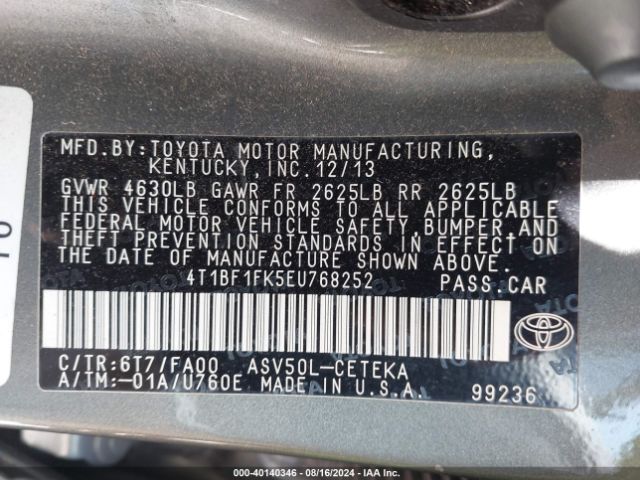 MFD.BY:TOYOTA MOTOR MANUFACTURING,
KENTUCKY, INC. 12/13
GVWR 4630LB GAWR FR 2625LB RR 2625LB
THIS VEHICLE CONFORMS TO ALL APPLICABLE
FEDERAL MOTOR VEHICLE SAFETY, BUMPER, AND
THEFT PREVENTION STANDARDS IN EFFECT ON
THE DATE OF MANUFACTURE SHOWN ABOVE.
4T1BF1FK5EU768252 PASS.CAR
C/TR:6T7/FA00 ASV50L-CETEKA
A/TM:-01A/U760E MADE IN U.S.A. 99236
000-40140346 - 08/16/2024 - IAA Inc.